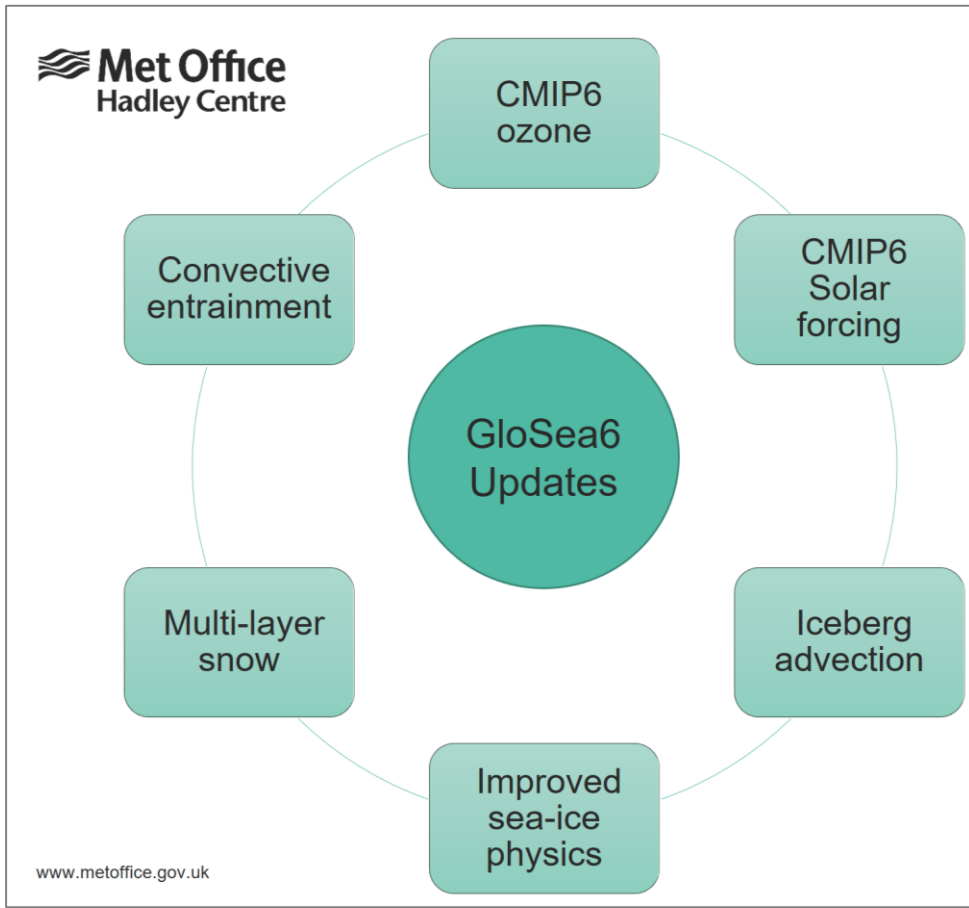 Met Office
Hadley Centre
CMIP6
ozone
CMIP6
Solar
forcing
Iceberg
advection
Improved
sea-ice
physics
Multi-layer
snow
Convective
entrainment
GloSea6
Updates
www.metoffice.gov.uk